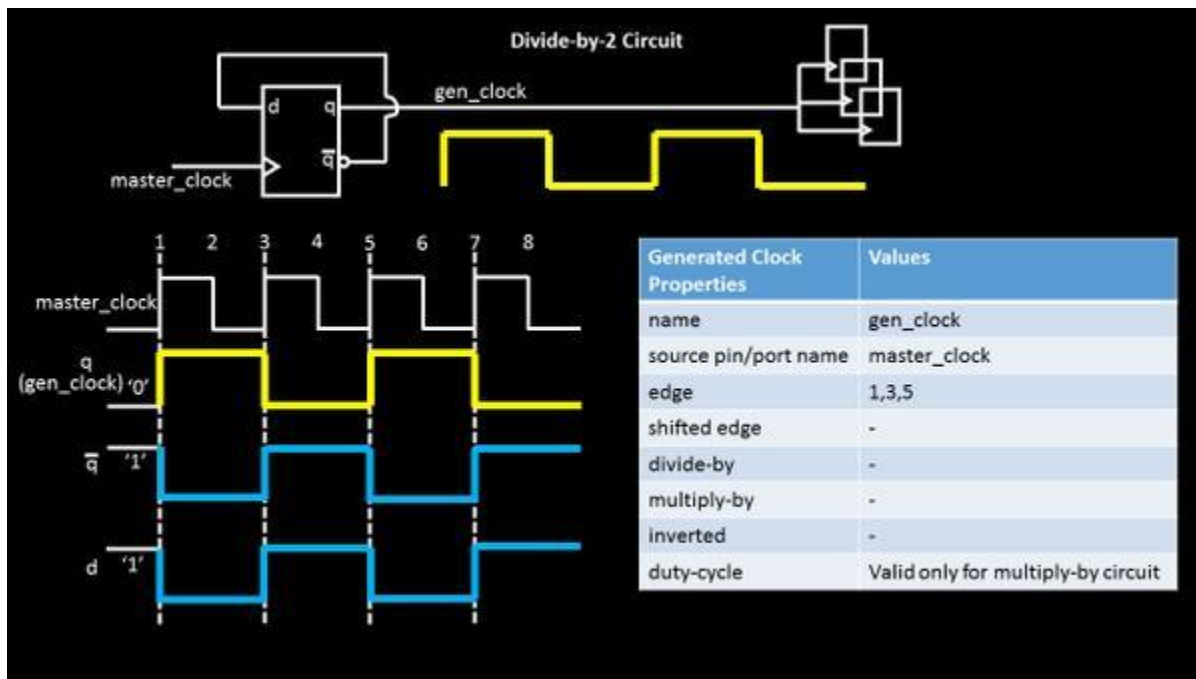 Divide-by-2 Circuit
d q
gen_clock
q̅
master_clock
1 2 3 4 5 6 7 8
master_clock
q
(gen_clock) '0'
q̅ '1'
d '1'
Generated Clock Properties Values
name gen_clock
source pin/port name master_clock
edge 1,3,5
shifted edge -
divide-by -
multiply-by -
inverted -
duty-cycle Valid only for multiply-by circuit